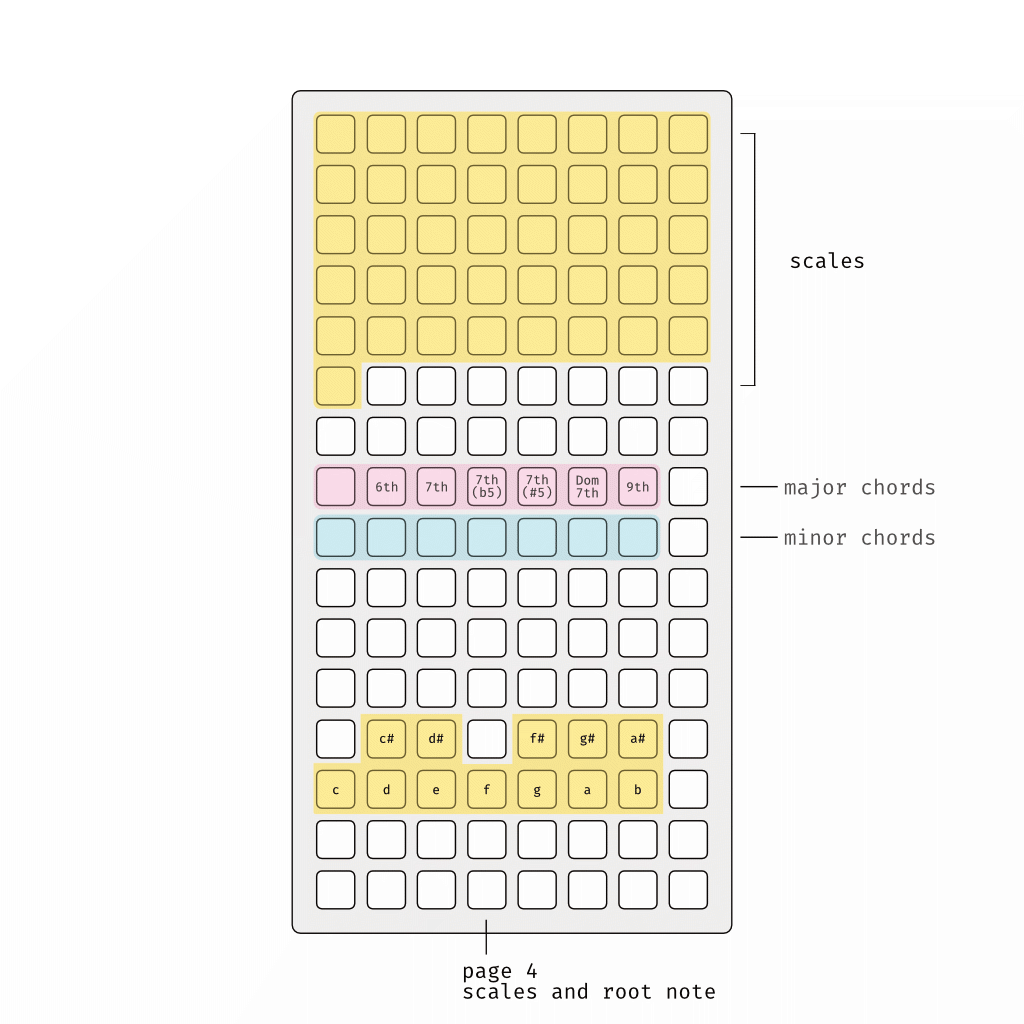 scales
6th 7th 7th (b5) 7th (#5) Dom 7th 9th
major chords
minor chords
c# d# f# g# a#
c d e f g a b
page 4
scales and root note